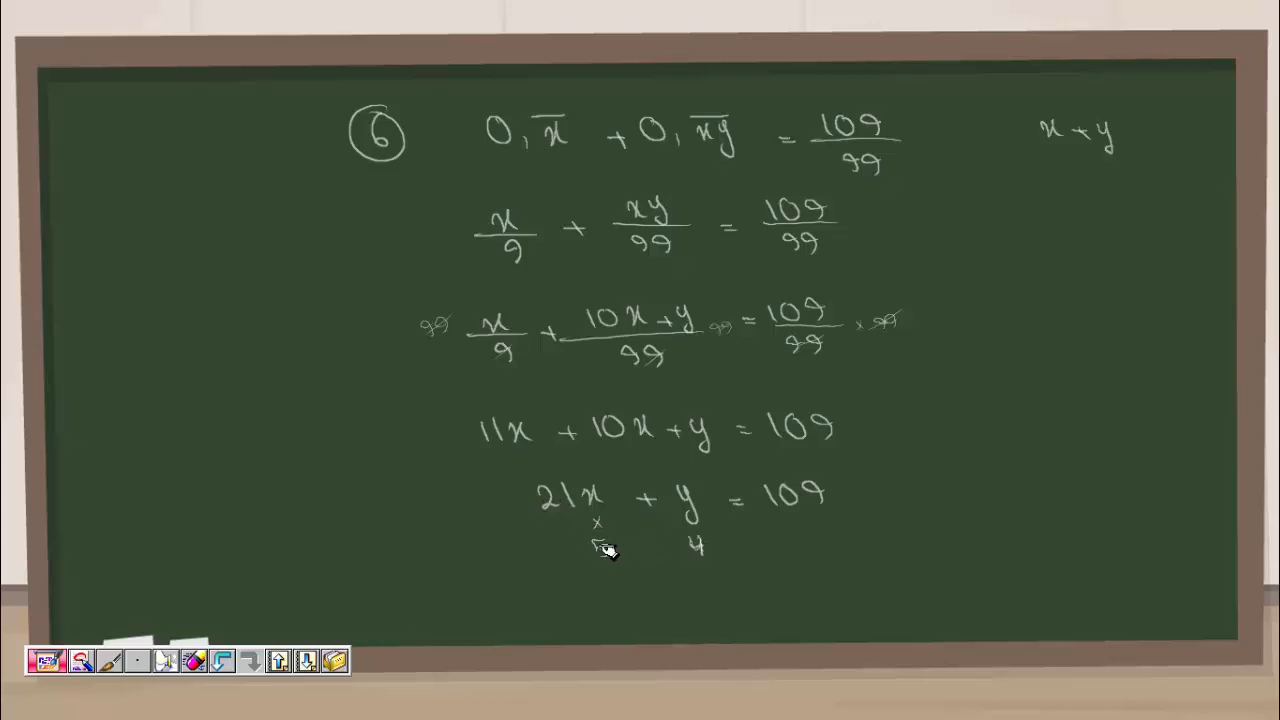 6 0,x̅ + 0,x̅y̅ = 109/99 x + y
x/9 + xy/99 = 109/99
99 x/9 + 10x + y/99 99 = 109/99 × 99
11x + 10x + y = 109
21x + y = 109
× 4
5